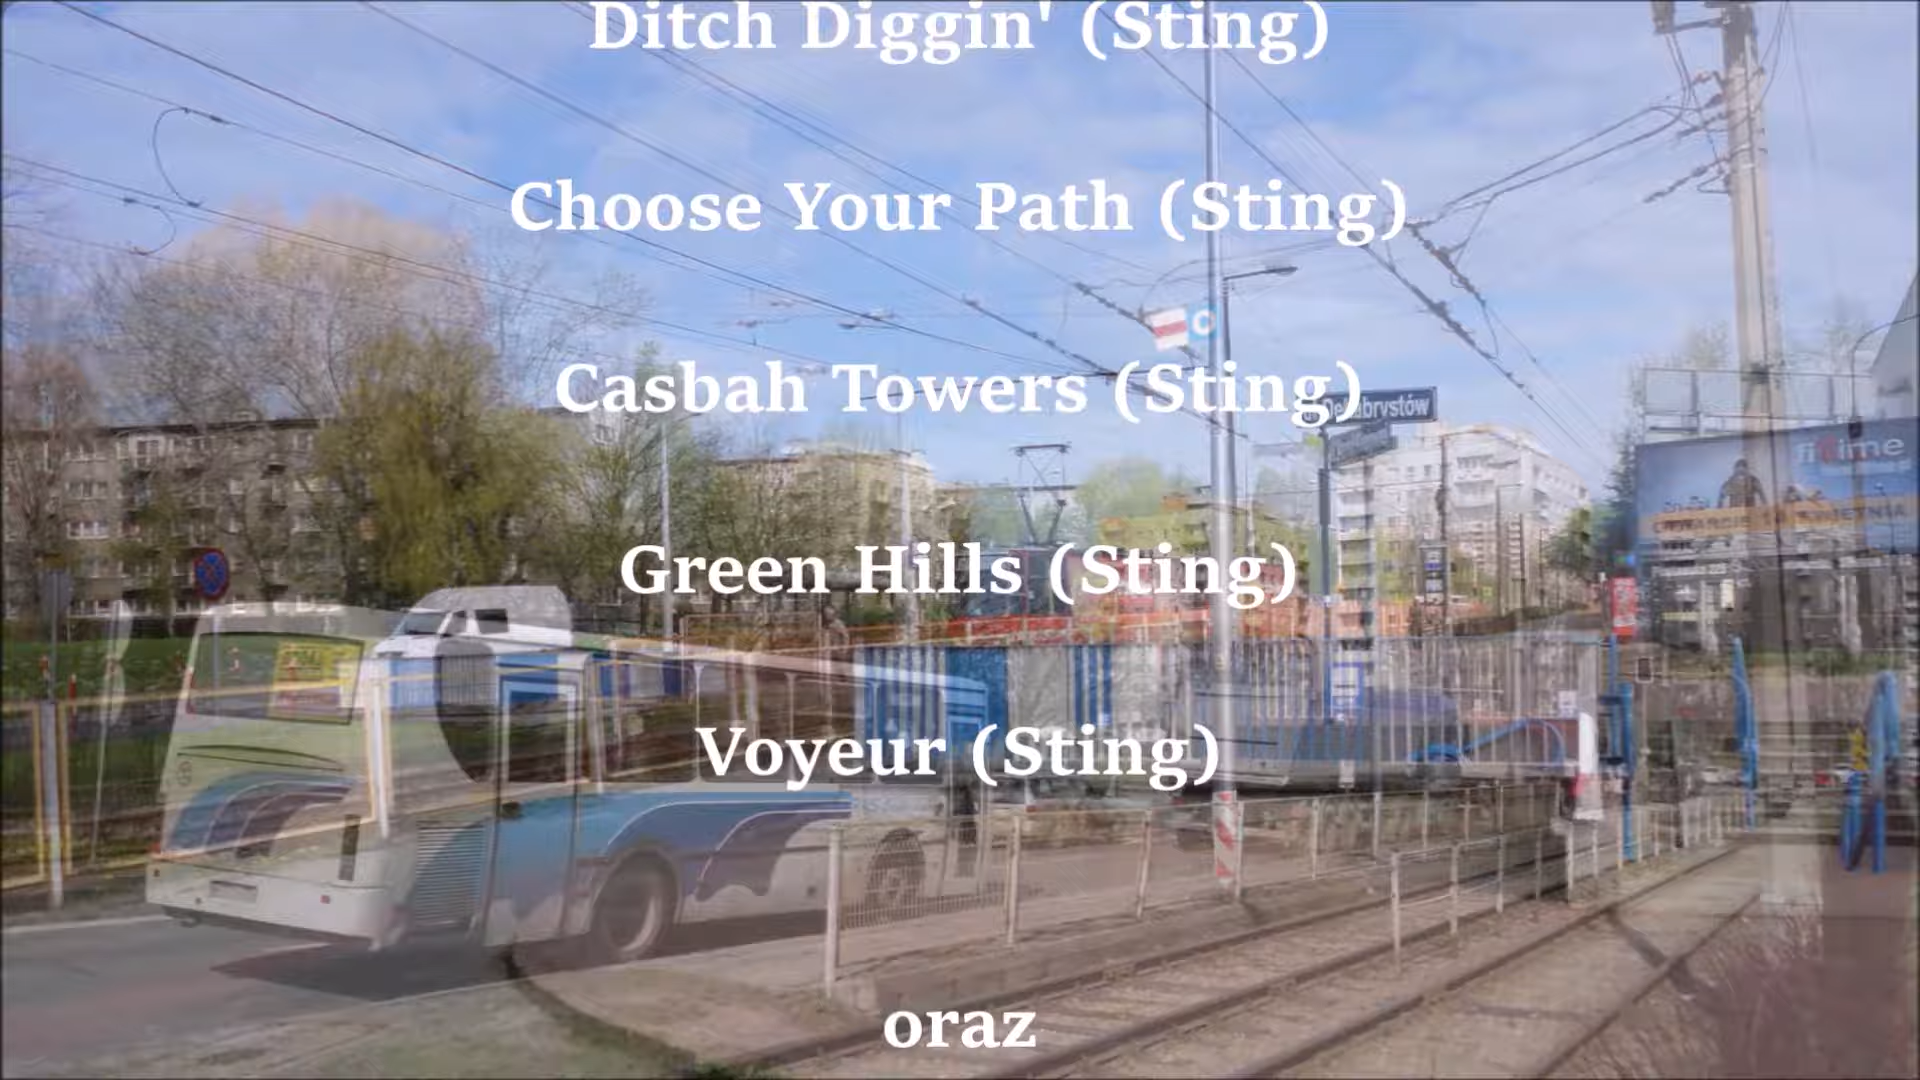 Ditch Diggin' (Sting)
Choose Your Path (Sting)
Casbah Towers (Sting)
Green Hills (Sting)
Voyeur (Sting)
oraz